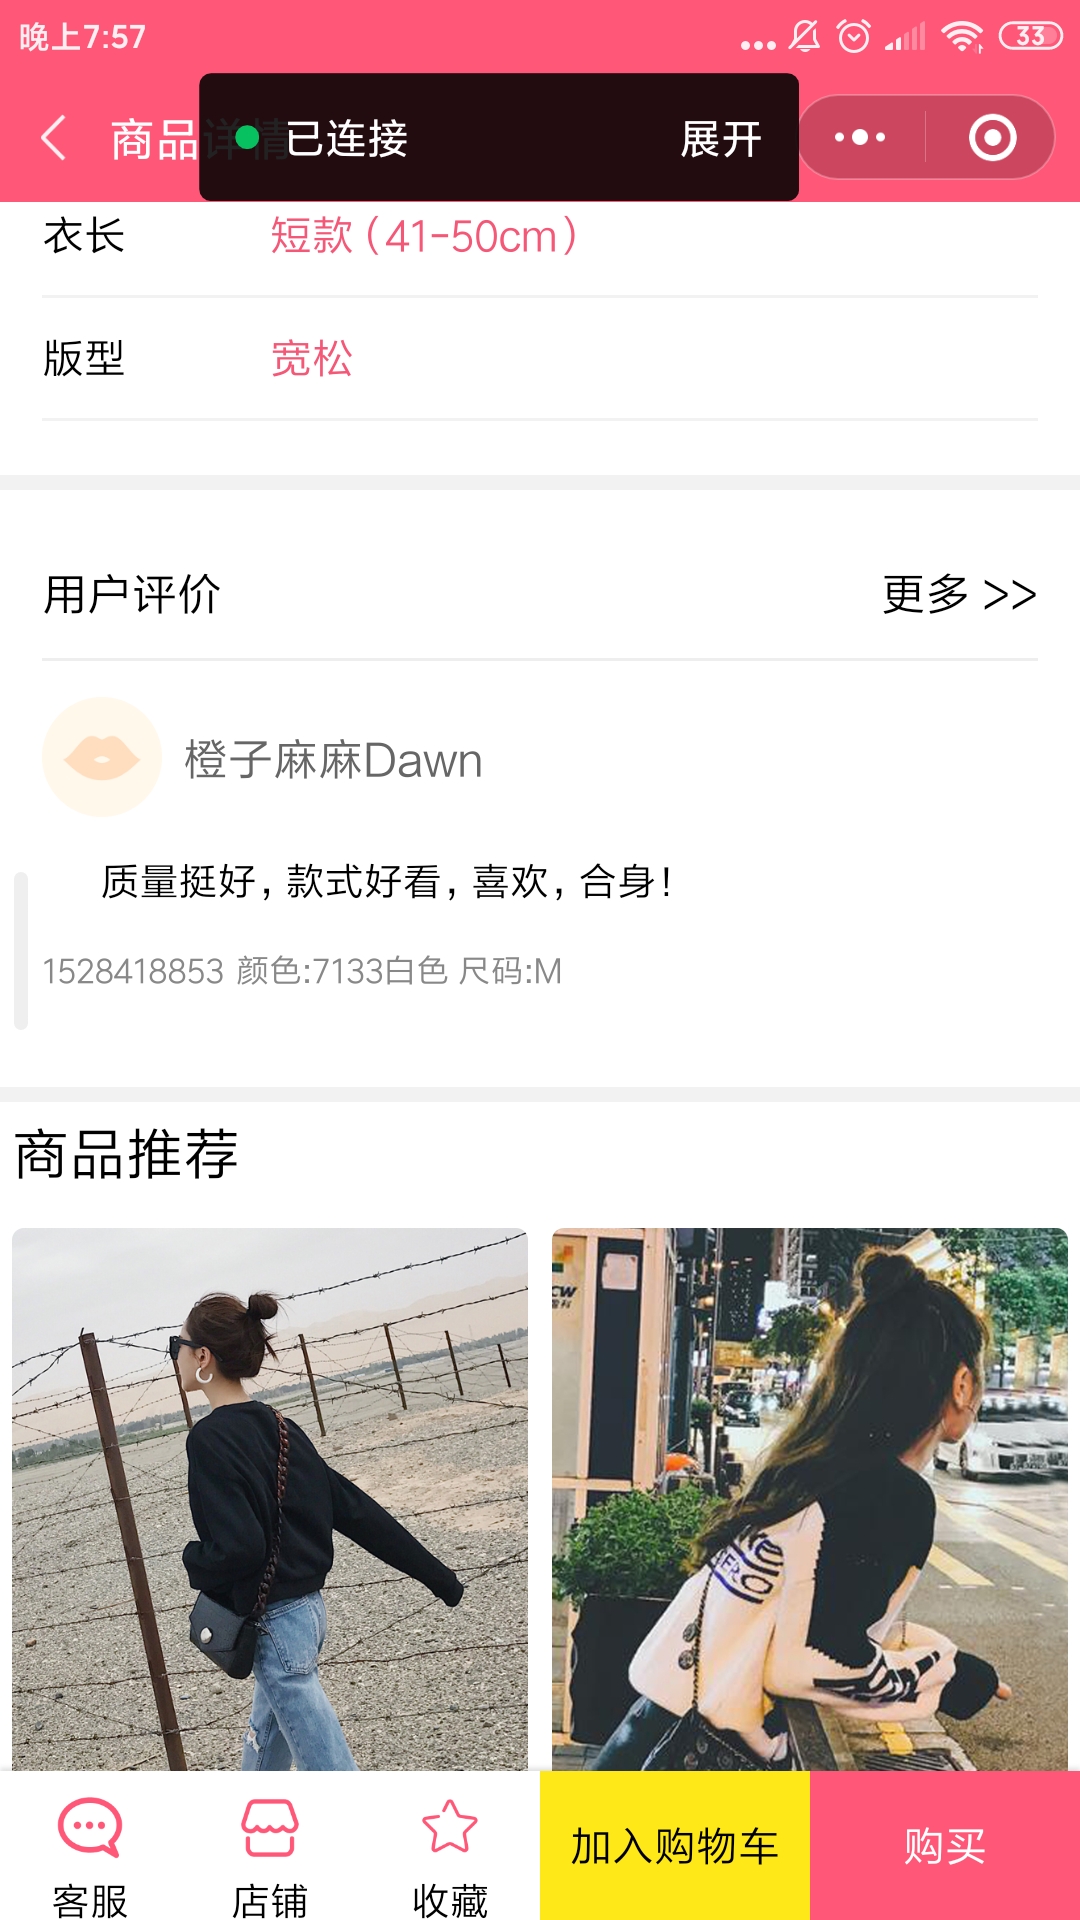 晚上7:57
33
商品详情
已连接 展开
衣长 短款（41-50cm）
版型 宽松
用户评价 更多 >>
橙子麻麻Dawn
质量挺好，款式好看，喜欢，合身！
1528418853 颜色:7133白色 尺码:M
商品推荐
客服 店铺 收藏 加入购物车 购买